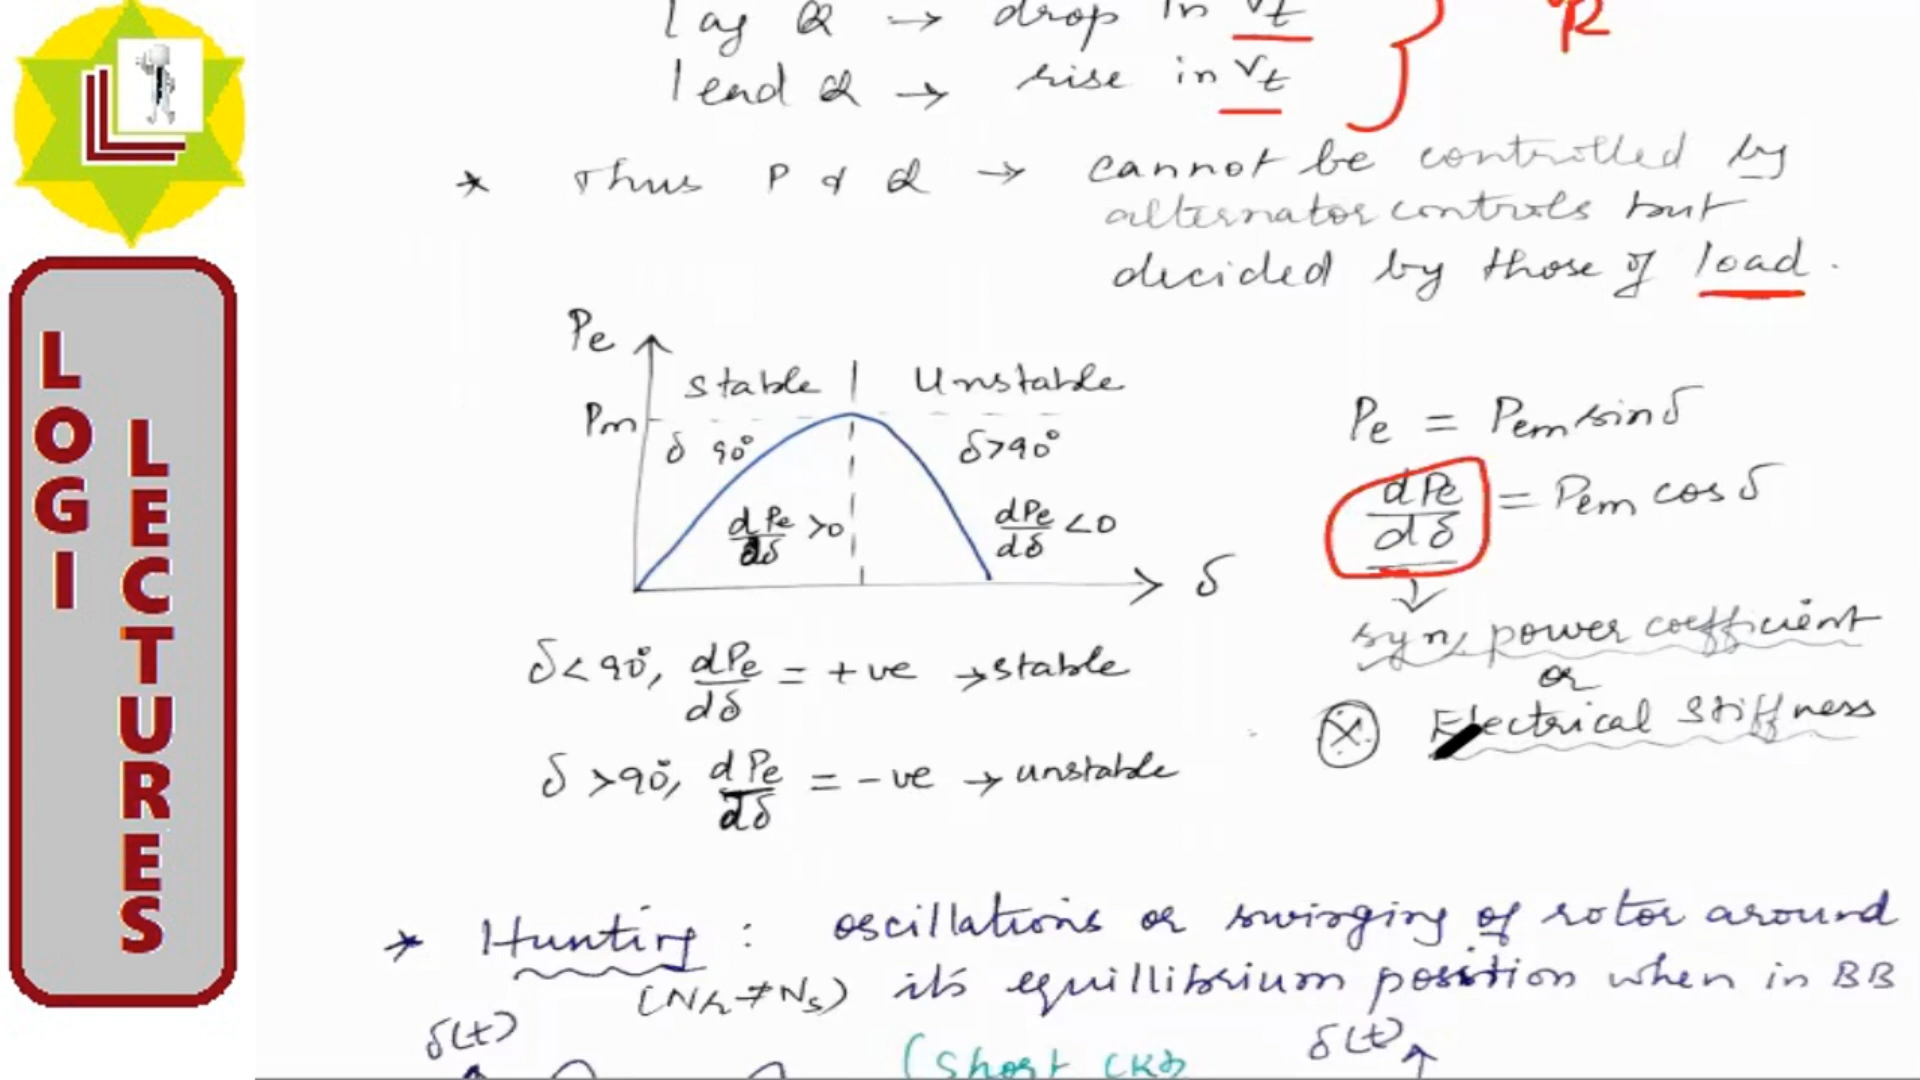 LOGI
LECTURES
lag Q → drop in Vt
lead Q → rise in Vt
* Thus P & Q → cannot be controlled by
alternator controls but
decided by those of load.
Pe
stable | Unstable
Pm
δ 90° δ>90°
dPe/dδ >0 dPe/dδ <0
δ
Pe = Pem sinδ
dPe/dδ = Pem cosδ
↓
syn. power coefficient
or
Electrical stiffness
δ<90°, dPe/dδ = +ve → stable
δ>90°, dPe/dδ = -ve → unstable
* Hunting : oscillations or swinging of rotor around
(Nr≠Ns) its equillibrium position when in BB
δ(t) δ(t)
(short ckt)